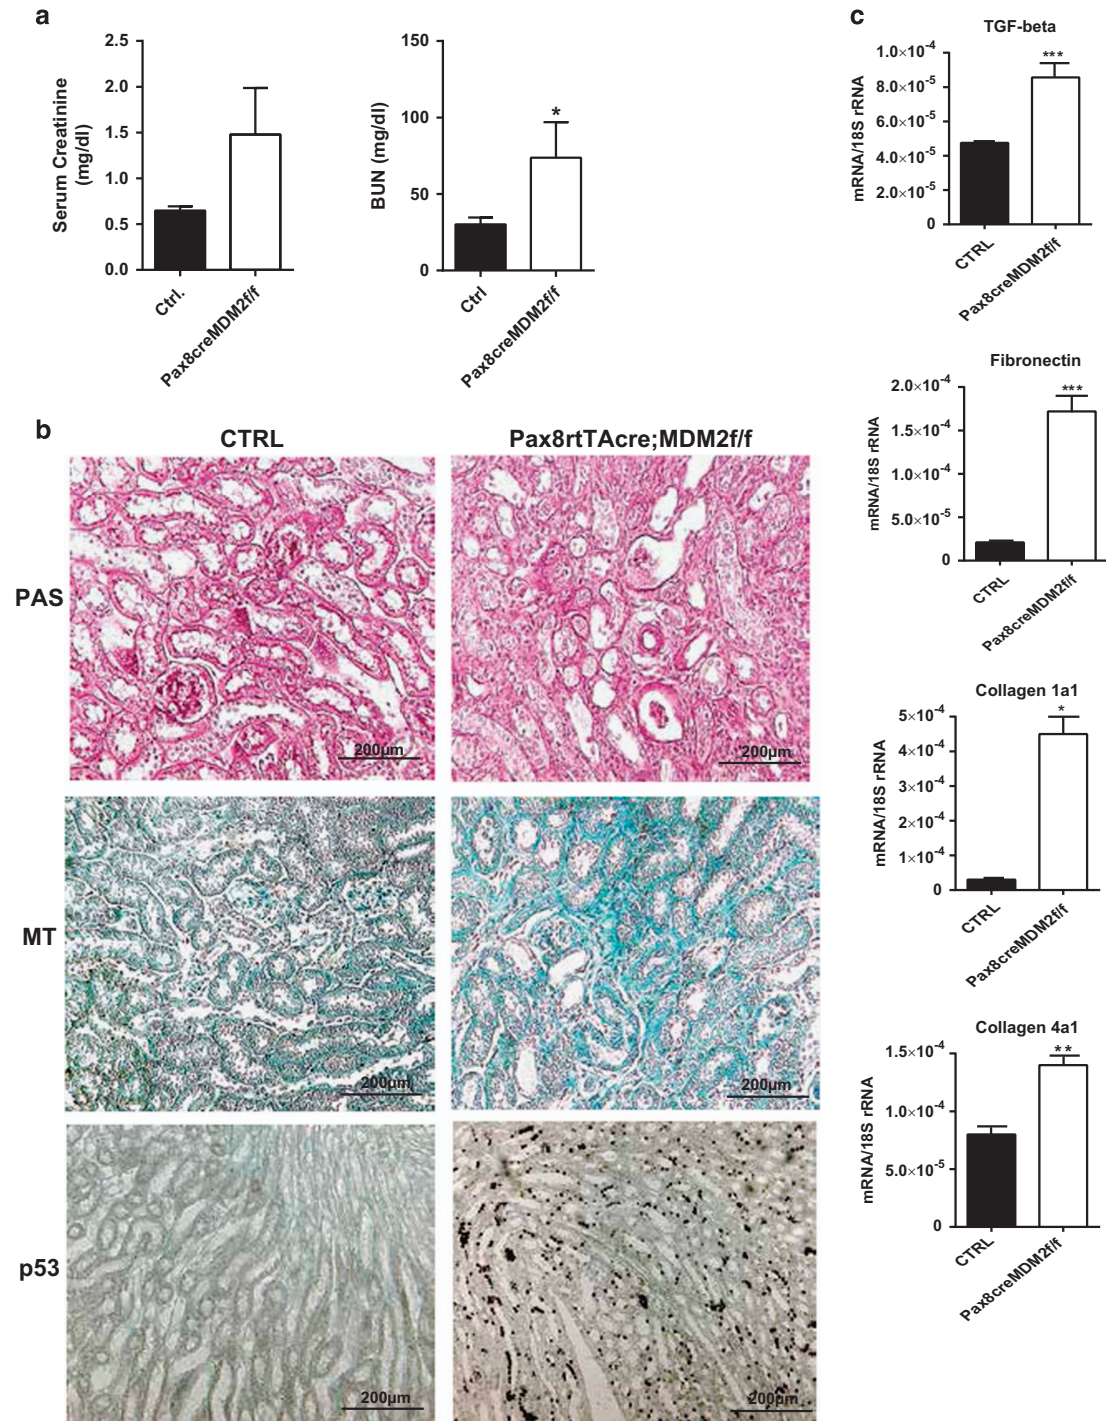 a
2.5
2.0
1.5
1.0
0.5
0.0
Serum Creatinine
(mg/dl)
Ctrl.
Pax8creMDM2f/f
150
100
50
0
BUN (mg/dl)
*
Ctrl
Pax8creMDM2f/f
b
CTRL
Pax8rtTAcre;MDM2f/f
PAS
200µm
200µm
MT
200µm
200µm
p53
200µm
200µm
c
TGF-beta
1.0×10-4
8.0×10-5
6.0×10-5
4.0×10-5
2.0×10-5
0
mRNA/18S rRNA
***
CTRL
Pax8creMDM2f/f
Fibronectin
2.0×10-4
1.5×10-4
1.0×10-4
5.0×10-5
0
mRNA/18S rRNA
***
CTRL
Pax8creMDM2f/f
Collagen 1a1
5×10-4
4×10-4
3×10-4
2×10-4
1×10-4
0
mRNA/18S rRNA
*
CTRL
Pax8creMDM2f/f
Collagen 4a1
1.5×10-4
1.0×10-4
5.0×10-5
0
mRNA/18S rRNA
**
CTRL
Pax8creMDM2f/f